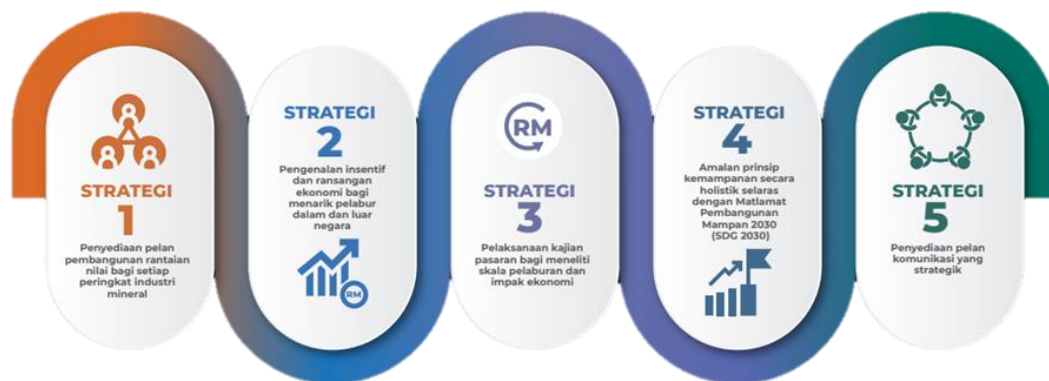 STRATEGI
1
Penyediaan pelan
pembangunan rantaian
nilai bagi setiap
peringkat industri
mineral
STRATEGI
2
Pengenalan insentif
dan ransangan
ekonomi bagi
menarik pelabur
dalam dan luar
negara
RM
RM
STRATEGI
3
Pelaksanaan kajian
pasaran bagi meneliti
skala pelaburan dan
impak ekonomi
STRATEGI
4
Amalan prinsip
kemampanan secara
holistik selaras
dengan Matlamat
Pembangunan
Mampan 2030
(SDG 2030)
STRATEGI
5
Penyediaan pelan
komunikasi yang
strategik